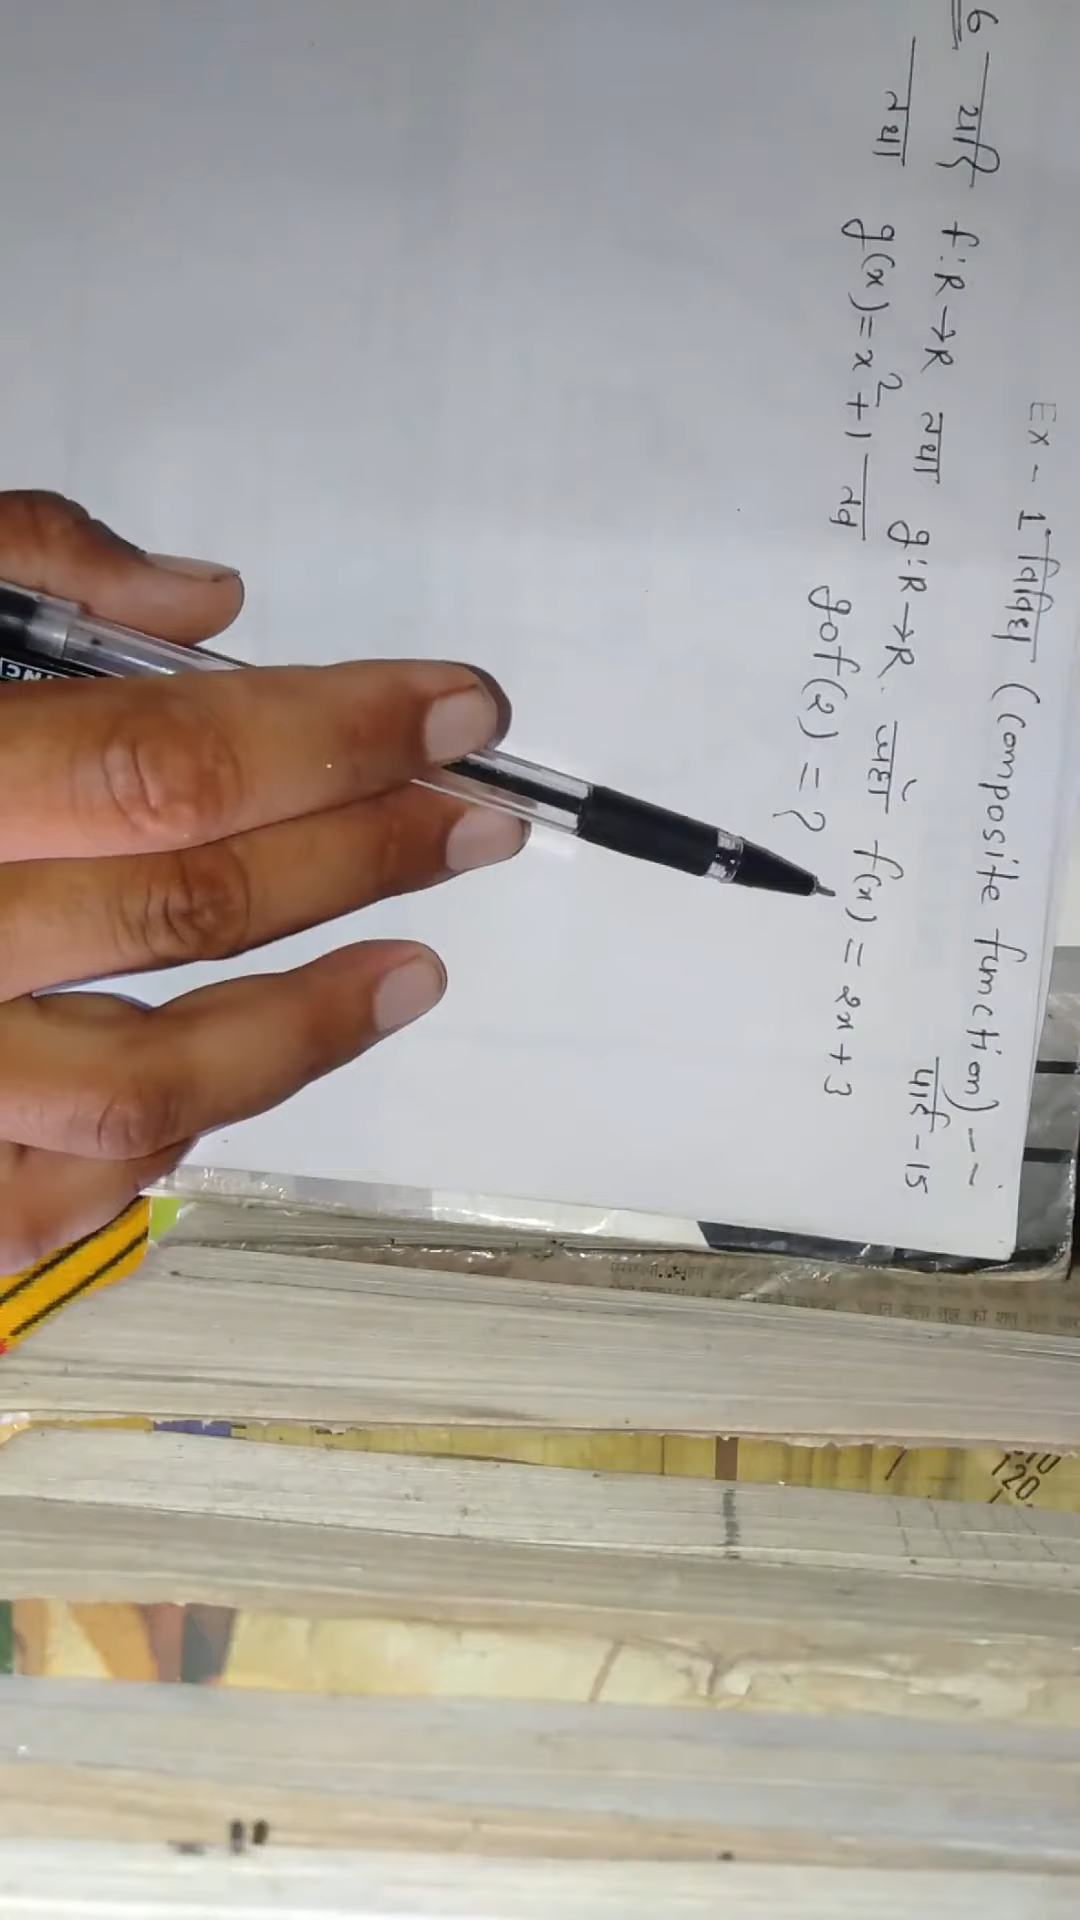 Ex - 1 विविध (Composite function) --
पार्ट - 15
6 यदि f:R→R तथा g:R→R. जहाँ f(x) = 2x+3
तथा g(x) = x²+1 तब gof(2) = ?